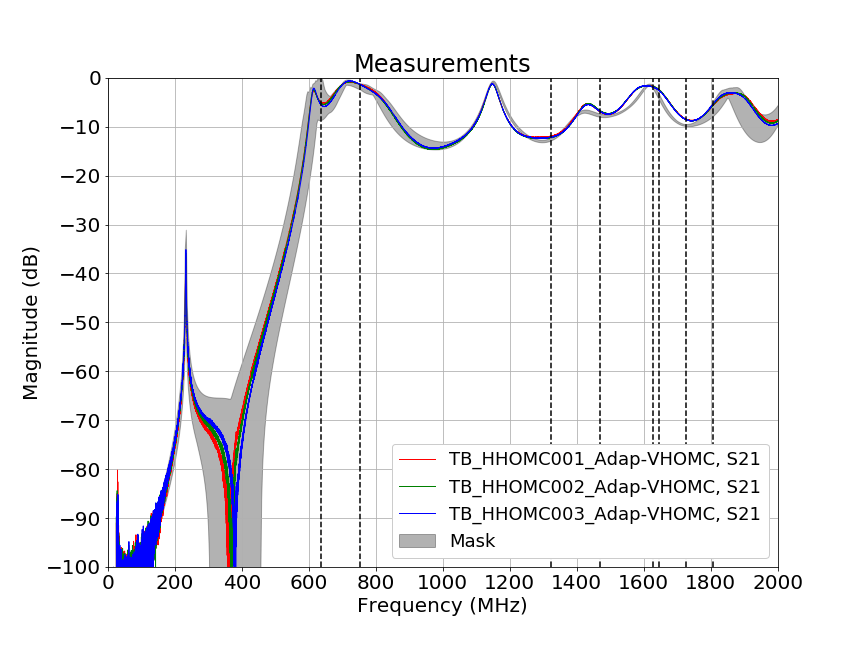 Measurements
Magnitude (dB)
0
−10
−20
−30
−40
−50
−60
−70
−80
−90
−100
TB_HHOMC001_Adap-VHOMC, S21
TB_HHOMC002_Adap-VHOMC, S21
TB_HHOMC003_Adap-VHOMC, S21
Mask
0 200 400 600 800 1000 1200 1400 1600 1800 2000
Frequency (MHz)